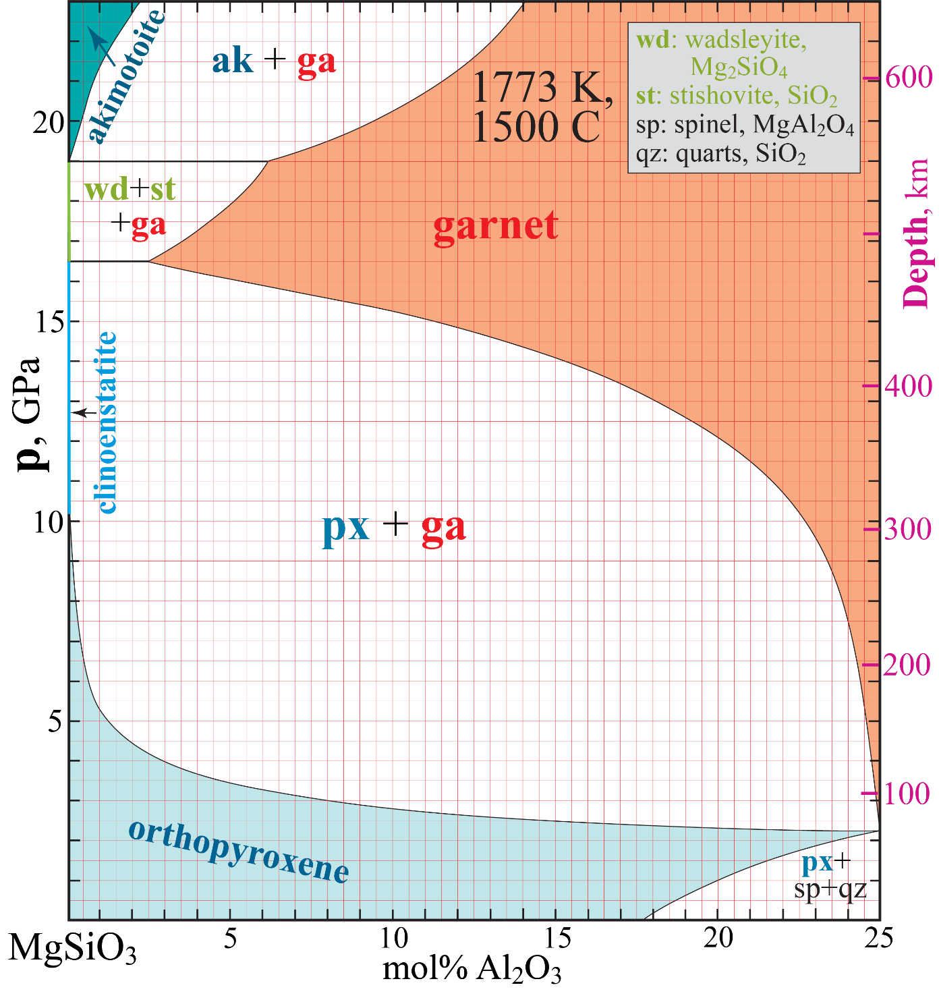 akimotoite
ak + ga
1773 K,
1500 C
wd: wadsleyite,
Mg₂SiO₄
st: stishovite, SiO₂
sp: spinel, MgAl₂O₄
qz: quarts, SiO₂
wd+st
+ga
garnet
clinoenstatite
px + ga
orthopyroxene
px+
sp+qz
p, GPa
20
15
10
5
Depth, km
600
400
300
200
100
MgSiO₃
5
10
15
20
25
mol% Al₂O₃